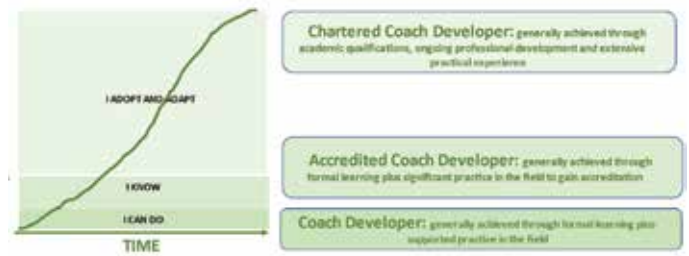 Chartered Coach Developer: generally achieved through
academic qualifications, ongoing professional development and extensive
practical experience
I ADOPT AND ADAPT
Accredited Coach Developer: generally achieved through
formal learning plus significant practice in the field to gain accreditation
I KNOW
I CAN DO
Coach Developer: generally achieved through formal learning plus
supported practice in the field
TIME